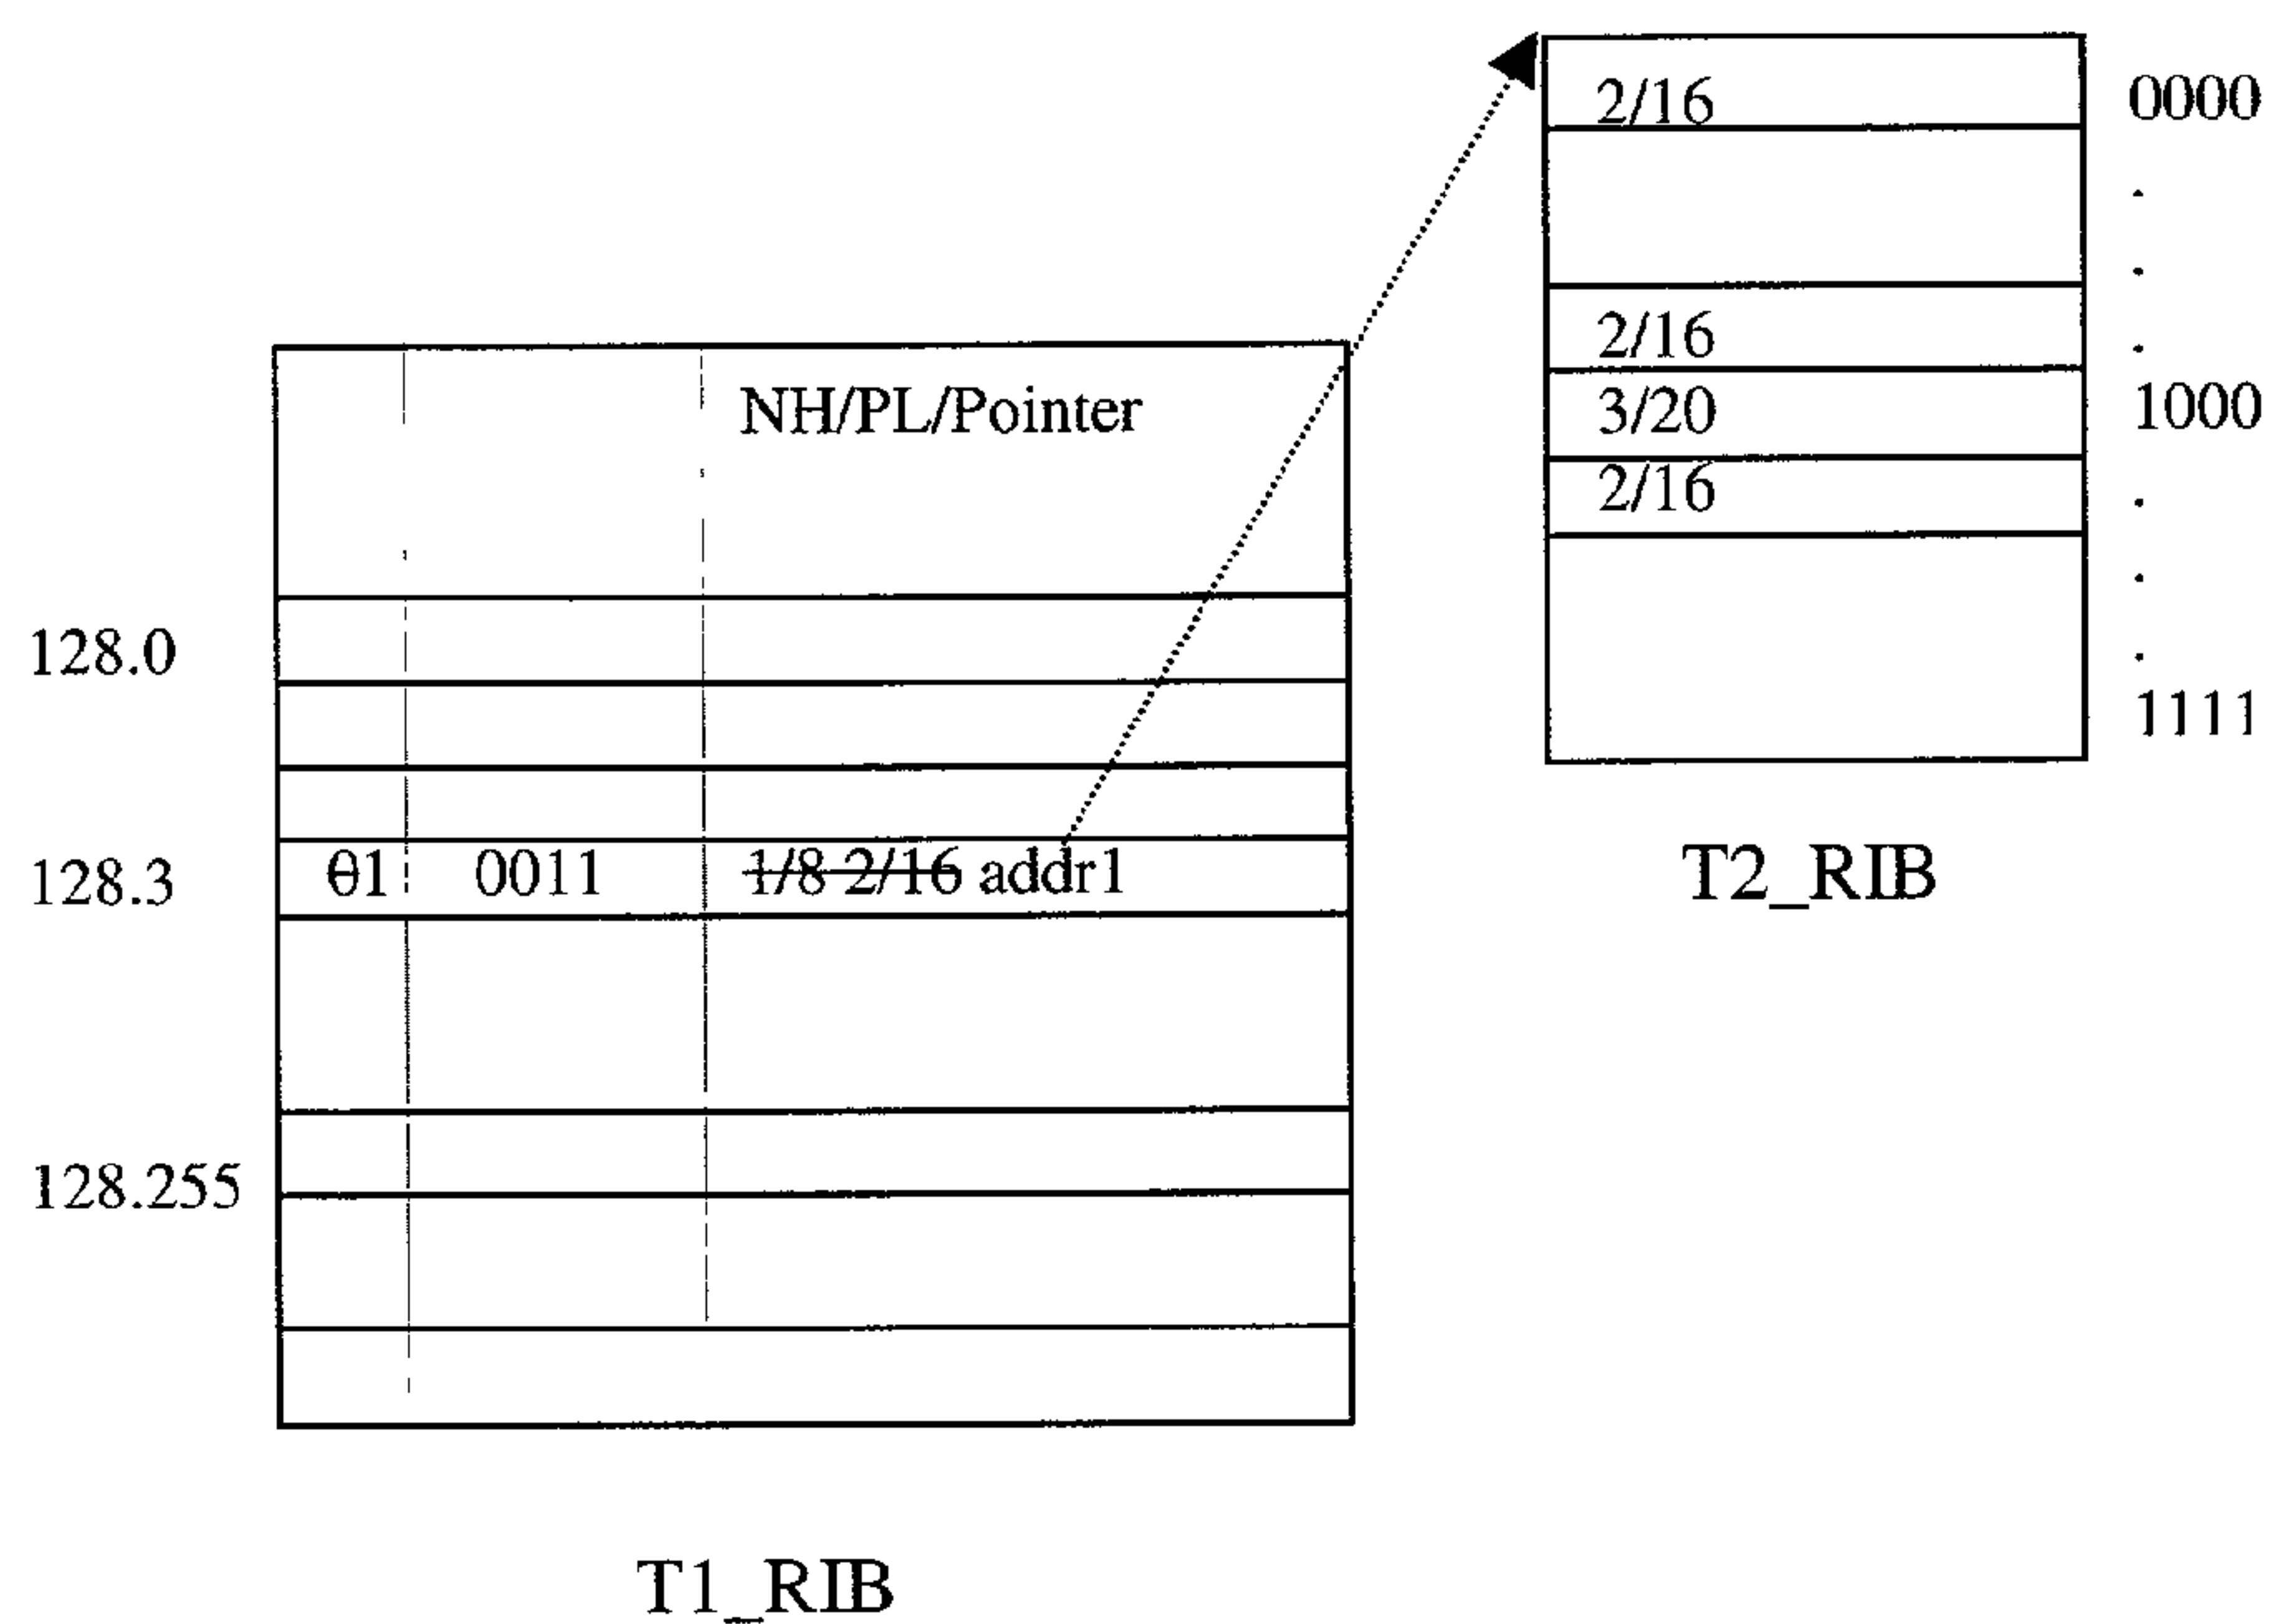 2/16 0000
.
.
2/16 .
3/20 1000
2/16 .
.
.
1111
T2_RIB
NH/PL/Pointer
128.0
128.3 01 0011 1/8 2/16 addr1
128.255
T1_RIB